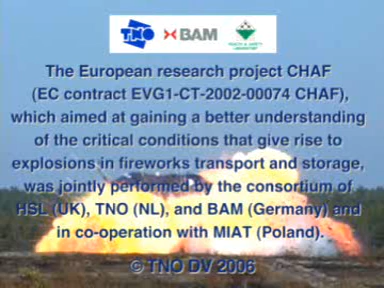 TNO BAM
HEALTH & SAFETY
LABORATORY
The European research project CHAF
(EC contract EVG1-CT-2002-00074 CHAF),
which aimed at gaining a better understanding
of the critical conditions that give rise to
explosions in fireworks transport and storage,
was jointly performed by the consortium of
HSL (UK), TNO (NL), and BAM (Germany) and
in co-operation with MIAT (Poland).
© TNO DV 2006